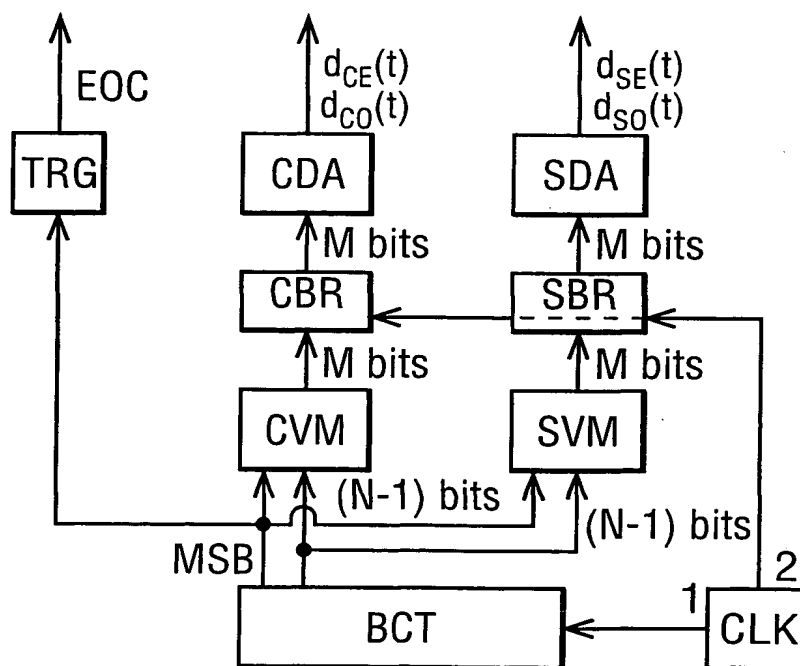 EOC
d_CE(t)
d_CO(t)
d_SE(t)
d_SO(t)
TRG
CDA
SDA
M bits
M bits
CBR
SBR
M bits
M bits
CVM
SVM
(N-1) bits
(N-1) bits
MSB
2
1
BCT
CLK